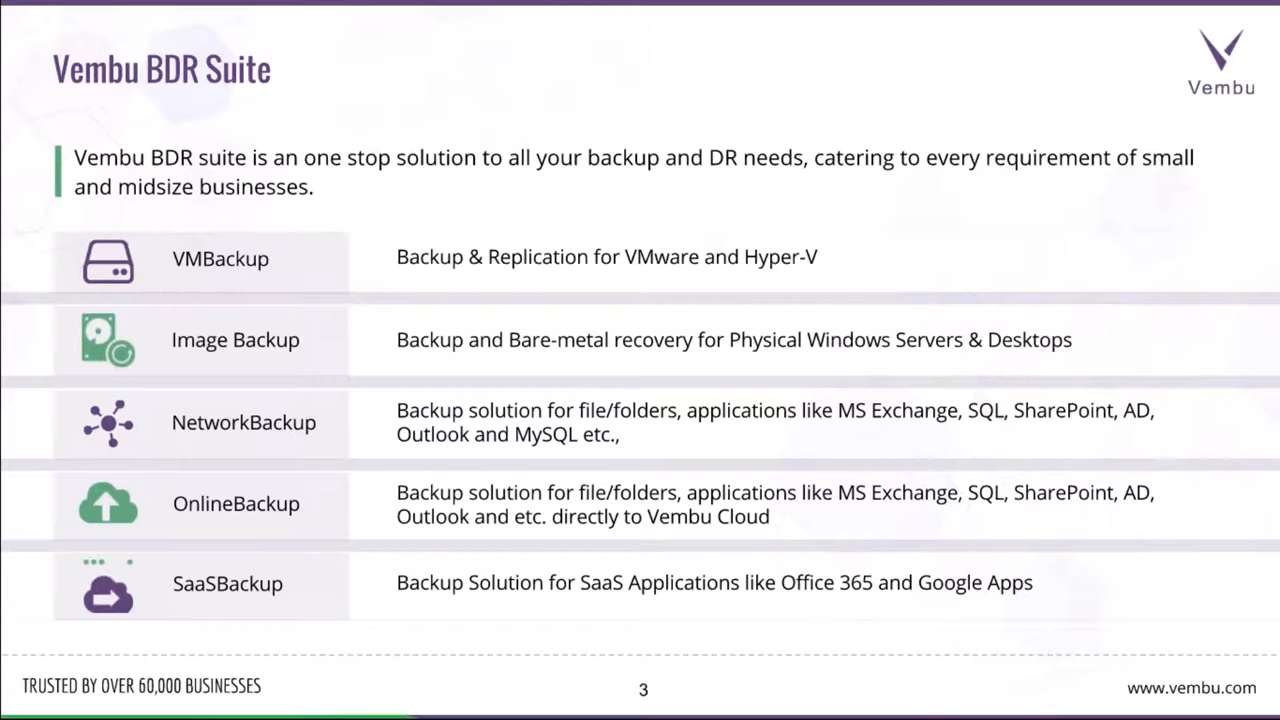 Vembu BDR Suite
Vembu
Vembu BDR suite is an one stop solution to all your backup and DR needs, catering to every requirement of small
and midsize businesses.
VMBackup
Backup & Replication for VMware and Hyper-V
Image Backup
Backup and Bare-metal recovery for Physical Windows Servers & Desktops
NetworkBackup
Backup solution for file/folders, applications like MS Exchange, SQL, SharePoint, AD,
Outlook and MySQL etc.,
OnlineBackup
Backup solution for file/folders, applications like MS Exchange, SQL, SharePoint, AD,
Outlook and etc. directly to Vembu Cloud
SaaSBackup
Backup Solution for SaaS Applications like Office 365 and Google Apps
TRUSTED BY OVER 60,000 BUSINESSES
3
www.vembu.com